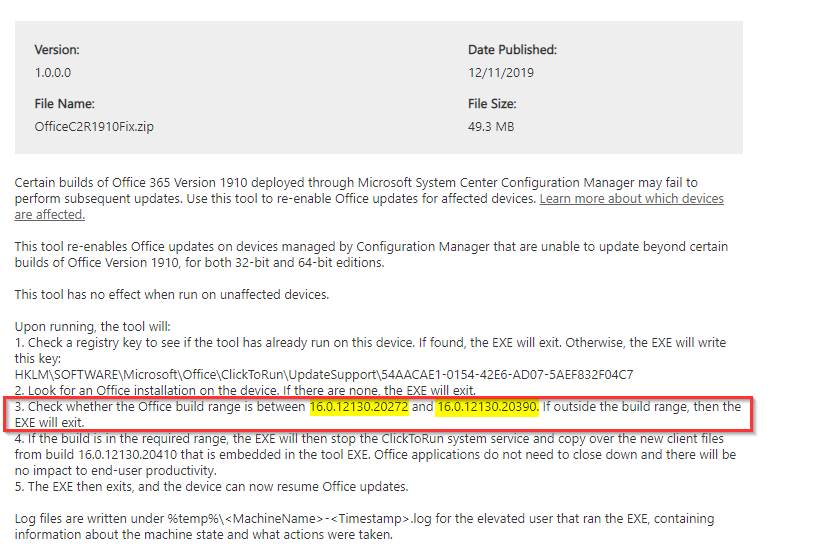 Version:
Date Published:
1.0.0.0
12/11/2019
File Name:
File Size:
OfficeC2R1910Fix.zip
49.3 MB
Certain builds of Office 365 Version 1910 deployed through Microsoft System Center Configuration Manager may fail to
perform subsequent updates. Use this tool to re-enable Office updates for affected devices. Learn more about which devices
are affected.
This tool re-enables Office updates on devices managed by Configuration Manager that are unable to update beyond certain
builds of Office Version 1910, for both 32-bit and 64-bit editions.
This tool has no effect when run on unaffected devices.
Upon running, the tool will:
1. Check a registry key to see if the tool has already run on this device. If found, the EXE will exit. Otherwise, the EXE will write
this key:
HKLM\SOFTWARE\Microsoft\Office\ClickToRun\UpdateSupport\54AACAE1-0154-42E6-AD07-5AEF832F04C7
2. Look for an Office installation on the device. If there are none, the EXE will exit.
3. Check whether the Office build range is between 16.0.12130.20272 and 16.0.12130.20390. If outside the build range, then the
EXE will exit.
4. If the build is in the required range, the EXE will then stop the ClickToRun system service and copy over the new client files
from build 16.0.12130.20410 that is embedded in the tool EXE. Office applications do not need to close down and there will be
no impact to end-user productivity.
5. The EXE then exits, and the device can now resume Office updates.
Log files are written under %temp%\<MachineName>-<Timestamp>.log for the elevated user that ran the EXE, containing
information about the machine state and what actions were taken.